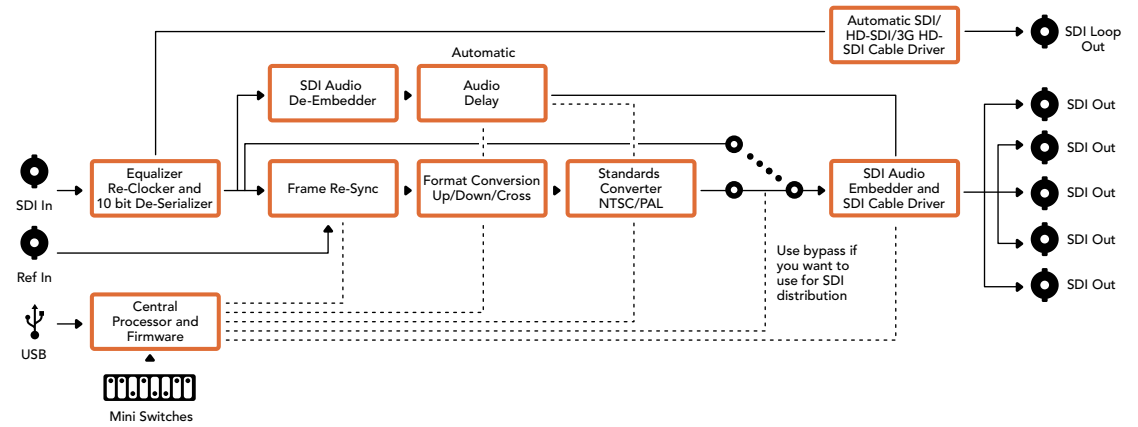 Automatic SDI/
HD-SDI/3G HD-
SDI Cable Driver
SDI Loop
Out
Automatic
SDI Audio
De-Embedder
Audio
Delay
SDI Out
SDI In
Equalizer
Re-Clocker and
10 bit De-Serializer
Frame Re-Sync
Format Conversion
Up/Down/Cross
Standards
Converter
NTSC/PAL
SDI Audio
Embedder and
SDI Cable Driver
SDI Out
SDI Out
SDI Out
SDI Out
Ref In
Use bypass if
you want to
use for SDI
distribution
USB
Central
Processor and
Firmware
Mini Switches